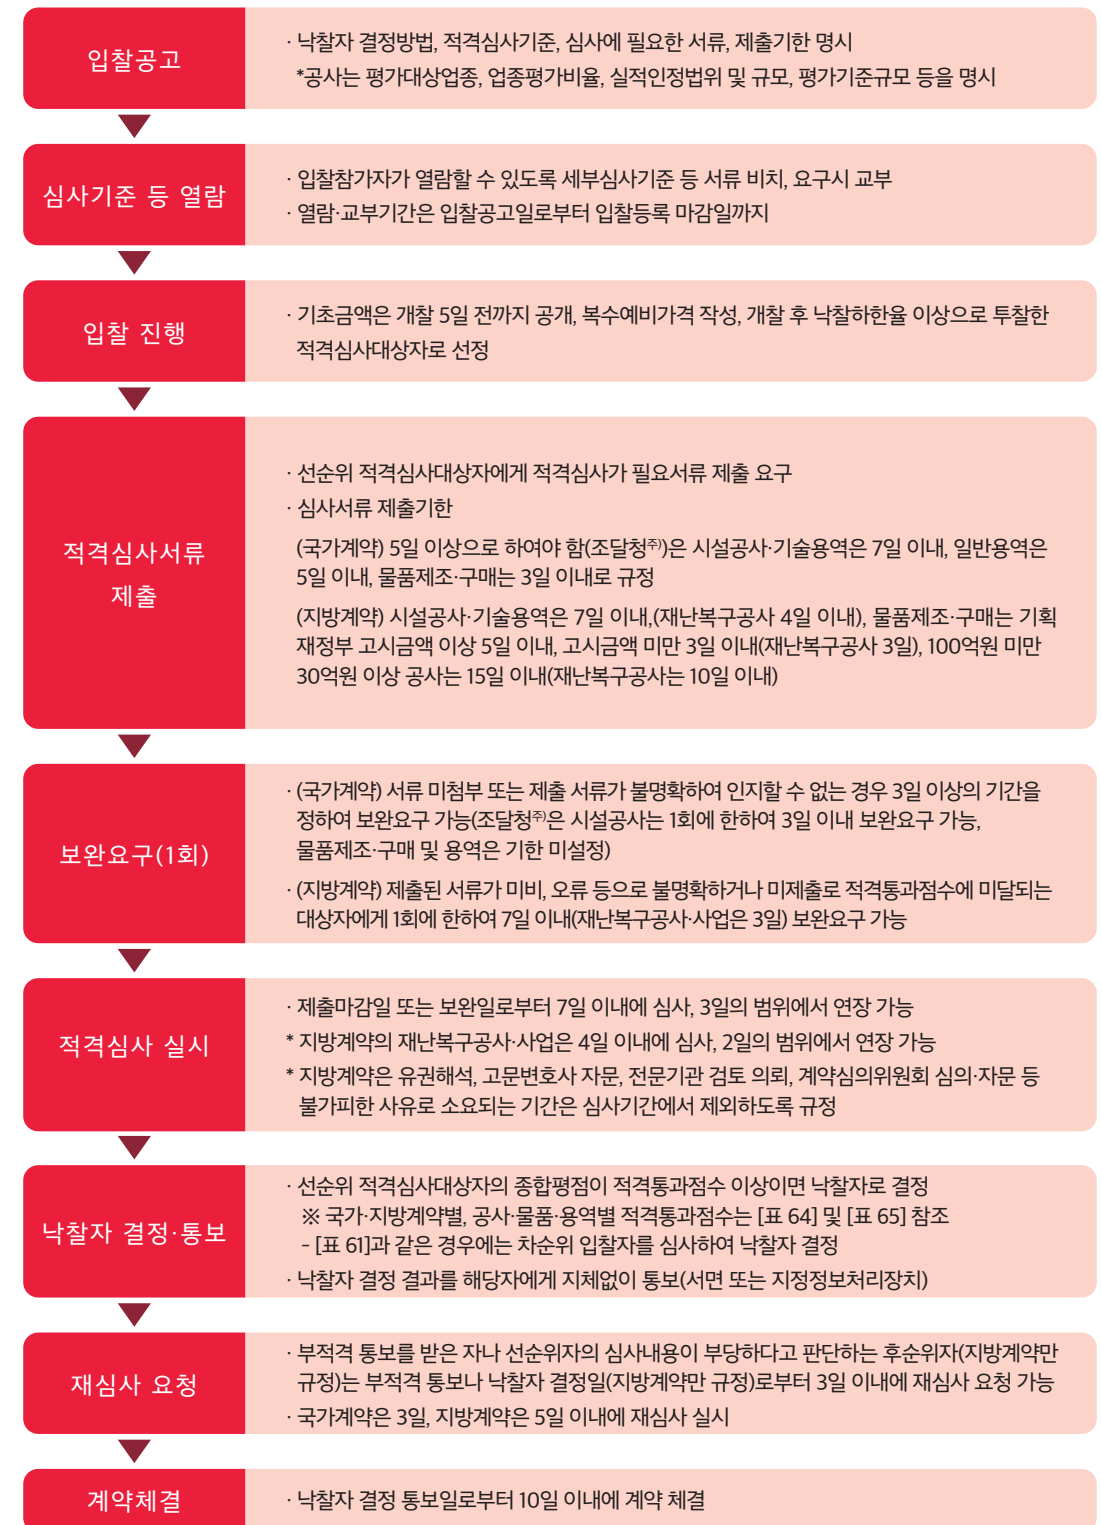 입찰공고
· 낙찰자 결정방법, 적격심사기준, 심사에 필요한 서류, 제출기한 명시
*공사는 평가대상업종, 업종평가비율, 실적인정범위 및 규모, 평가기준규모 등을 명시
심사기준 등 열람
· 입찰참가자가 열람할 수 있도록 세부심사기준 등 서류 비치, 요구시 교부
· 열람·교부기간은 입찰공고일로부터 입찰등록 마감일까지
입찰 진행
· 기초금액은 개찰 5일 전까지 공개, 복수예비가격 작성, 개찰 후 낙찰하한율 이상으로 투찰한
적격심사대상자로 선정
적격심사서류
제출
· 선순위 적격심사대상자에게 적격심사가 필요서류 제출 요구
· 심사서류 제출기한
(국가계약) 5일 이상으로 하여야 함(조달청주))은 시설공사·기술용역은 7일 이내, 일반용역은
5일 이내, 물품제조·구매는 3일 이내로 규정
(지방계약) 시설공사·기술용역은 7일 이내,(재난복구공사 4일 이내), 물품제조·구매는 기획
재정부 고시금액 이상 5일 이내, 고시금액 미만 3일 이내(재난복구공사 3일), 100억원 미만
30억원 이상 공사는 15일 이내(재난복구공사는 10일 이내)
보완요구(1회)
· (국가계약) 서류 미첨부 또는 제출 서류가 불명확하여 인지할 수 없는 경우 3일 이상의 기간을
정하여 보완요구 가능(조달청주)은 시설공사는 1회에 한하여 3일 이내 보완요구 가능,
물품제조·구매 및 용역은 기한 미설정)
· (지방계약) 제출된 서류가 미비, 오류 등으로 불명확하거나 미제출로 적격통과점수에 미달되는
대상자에게 1회에 한하여 7일 이내(재난복구공사·사업은 3일) 보완요구 가능
적격심사 실시
· 제출마감일 또는 보완일로부터 7일 이내에 심사, 3일의 범위에서 연장 가능
* 지방계약의 재난복구공사·사업은 4일 이내에 심사, 2일의 범위에서 연장 가능
* 지방계약은 유권해석, 고문변호사 자문, 전문기관 검토 의뢰, 계약심의위원회 심의·자문 등
불가피한 사유로 소요되는 기간은 심사기간에서 제외하도록 규정
낙찰자 결정·통보
· 선순위 적격심사대상자의 종합평점이 적격통과점수 이상이면 낙찰자로 결정
※ 국가·지방계약별, 공사·물품·용역별 적격통과점수는 [표 64] 및 [표 65] 참조
- [표 61]과 같은 경우에는 차순위 입찰자를 심사하여 낙찰자 결정
· 낙찰자 결정 결과를 해당자에게 지체없이 통보(서면 또는 지정정보처리장치)
재심사 요청
· 부적격 통보를 받은 자나 선순위자의 심사내용이 부당하다고 판단하는 후순위자(지방계약만
규정)는 부적격 통보나 낙찰자 결정일(지방계약만 규정)로부터 3일 이내에 재심사 요청 가능
· 국가계약은 3일, 지방계약은 5일 이내에 재심사 실시
계약체결
· 낙찰자 결정 통보일로부터 10일 이내에 계약 체결